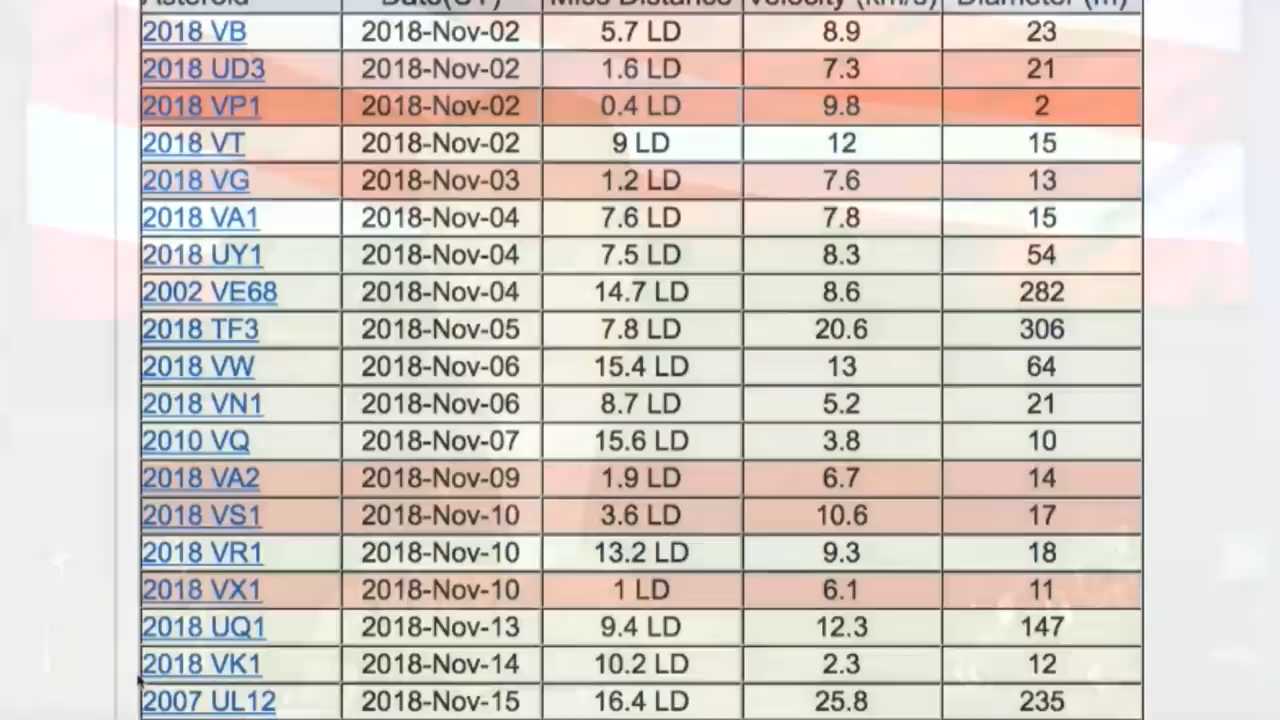 Asteroid Date(UT) Miss Distance Velocity (km/s) Diameter (m)
2018 VB 2018-Nov-02 5.7 LD 8.9 23
2018 UD3 2018-Nov-02 1.6 LD 7.3 21
2018 VP1 2018-Nov-02 0.4 LD 9.8 2
2018 VT 2018-Nov-02 9 LD 12 15
2018 VG 2018-Nov-03 1.2 LD 7.6 13
2018 VA1 2018-Nov-04 7.6 LD 7.8 15
2018 UY1 2018-Nov-04 7.5 LD 8.3 54
2002 VE68 2018-Nov-04 14.7 LD 8.6 282
2018 TF3 2018-Nov-05 7.8 LD 20.6 306
2018 VW 2018-Nov-06 15.4 LD 13 64
2018 VN1 2018-Nov-06 8.7 LD 5.2 21
2010 VQ 2018-Nov-07 15.6 LD 3.8 10
2018 VA2 2018-Nov-09 1.9 LD 6.7 14
2018 VS1 2018-Nov-10 3.6 LD 10.6 17
2018 VR1 2018-Nov-10 13.2 LD 9.3 18
2018 VX1 2018-Nov-10 1 LD 6.1 11
2018 UQ1 2018-Nov-13 9.4 LD 12.3 147
2018 VK1 2018-Nov-14 10.2 LD 2.3 12
2007 UL12 2018-Nov-15 16.4 LD 25.8 235